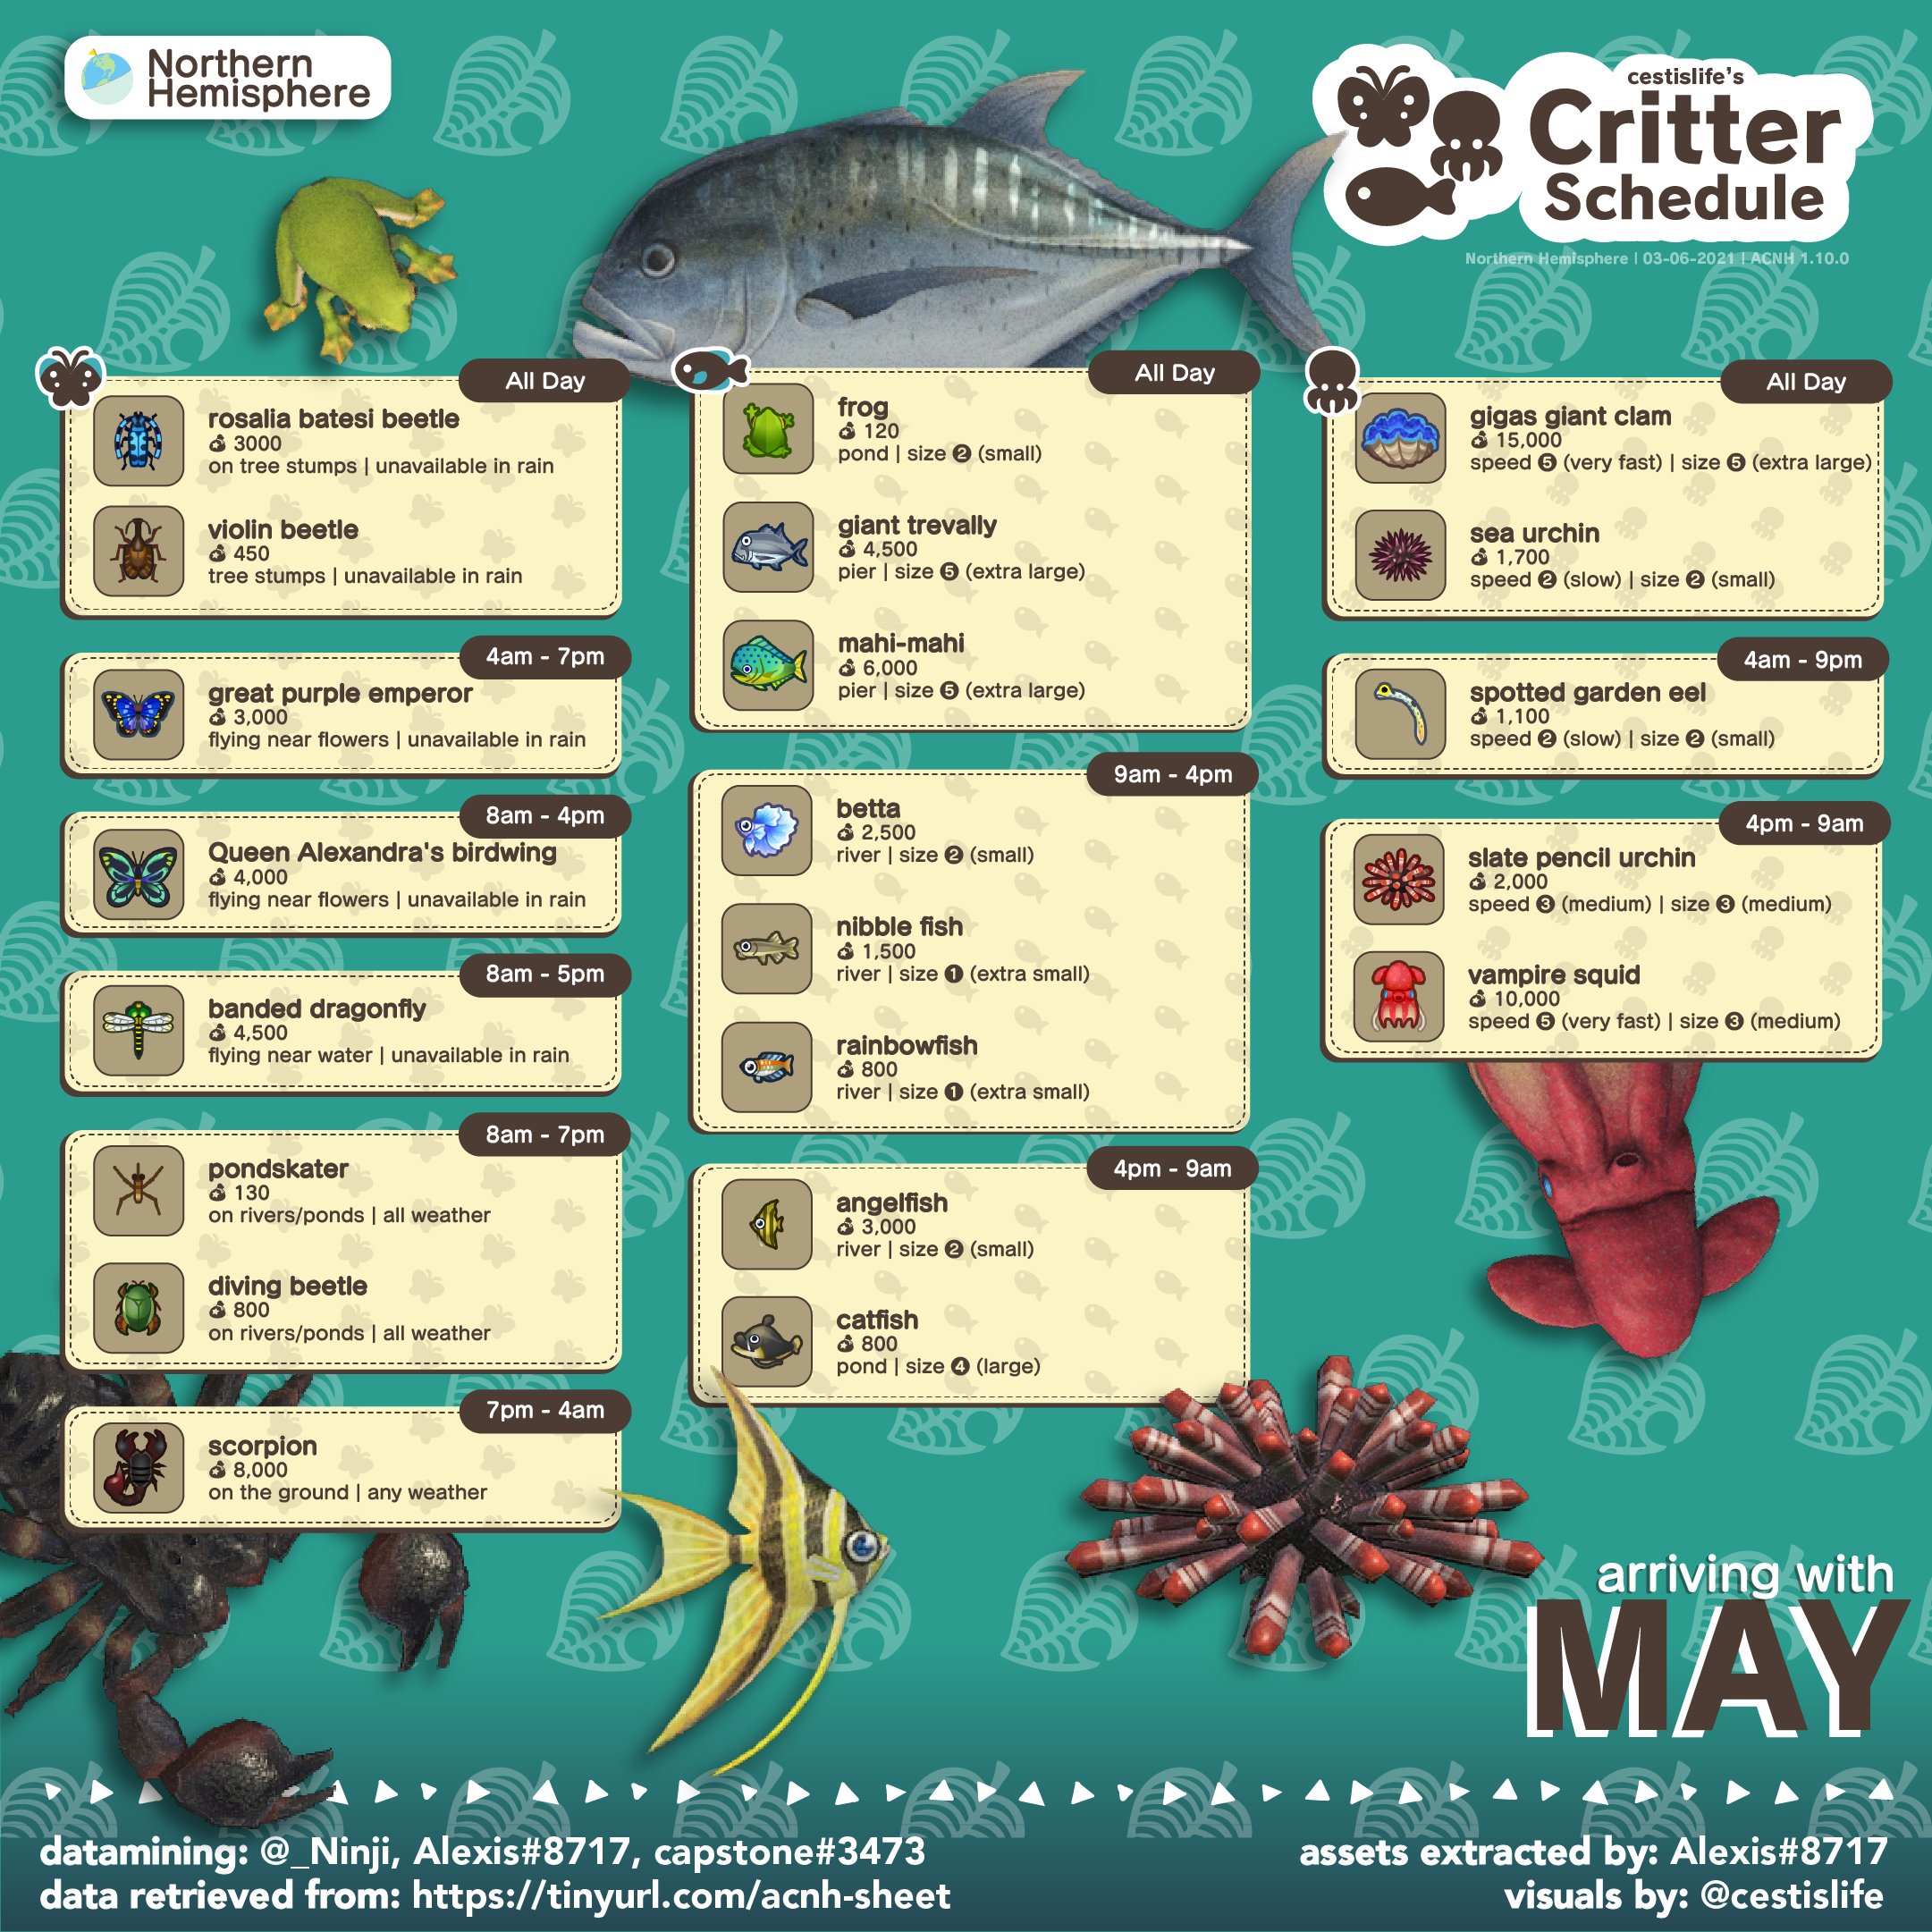 Northern
Hemisphere
cestislife's
Critter
Schedule
Northern Hemisphere | 03-06-2021 | ACNH 1.10.0
All Day
rosalia batesi beetle
3000
on tree stumps | unavailable in rain
violin beetle
450
tree stumps | unavailable in rain
4am - 7pm
great purple emperor
3,000
flying near flowers | unavailable in rain
8am - 4pm
Queen Alexandra's birdwing
4,000
flying near flowers | unavailable in rain
8am - 5pm
banded dragonfly
4,500
flying near water | unavailable in rain
8am - 7pm
pondskater
130
on rivers/ponds | all weather
diving beetle
800
on rivers/ponds | all weather
7pm - 4am
scorpion
8,000
on the ground | any weather
All Day
frog
120
pond | size 2 (small)
giant trevally
4,500
pier | size 5 (extra large)
mahi-mahi
6,000
pier | size 5 (extra large)
9am - 4pm
betta
2,500
river | size 2 (small)
nibble fish
1,500
river | size 1 (extra small)
rainbowfish
800
river | size 1 (extra small)
4pm - 9am
angelfish
3,000
river | size 2 (small)
catfish
800
pond | size 4 (large)
All Day
gigas giant clam
15,000
speed 5 (very fast) | size 5 (extra large)
sea urchin
1,700
speed 2 (slow) | size 2 (small)
4am - 9pm
spotted garden eel
1,100
speed 2 (slow) | size 2 (small)
4pm - 9am
slate pencil urchin
2,000
speed 3 (medium) | size 3 (medium)
vampire squid
10,000
speed 5 (very fast) | size 3 (medium)
arriving with
MAY
datamining: @_Ninji, Alexis#8717, capstone#3473
data retrieved from: https://tinyurl.com/acnh-sheet
assets extracted by: Alexis#8717
visuals by: @cestislife